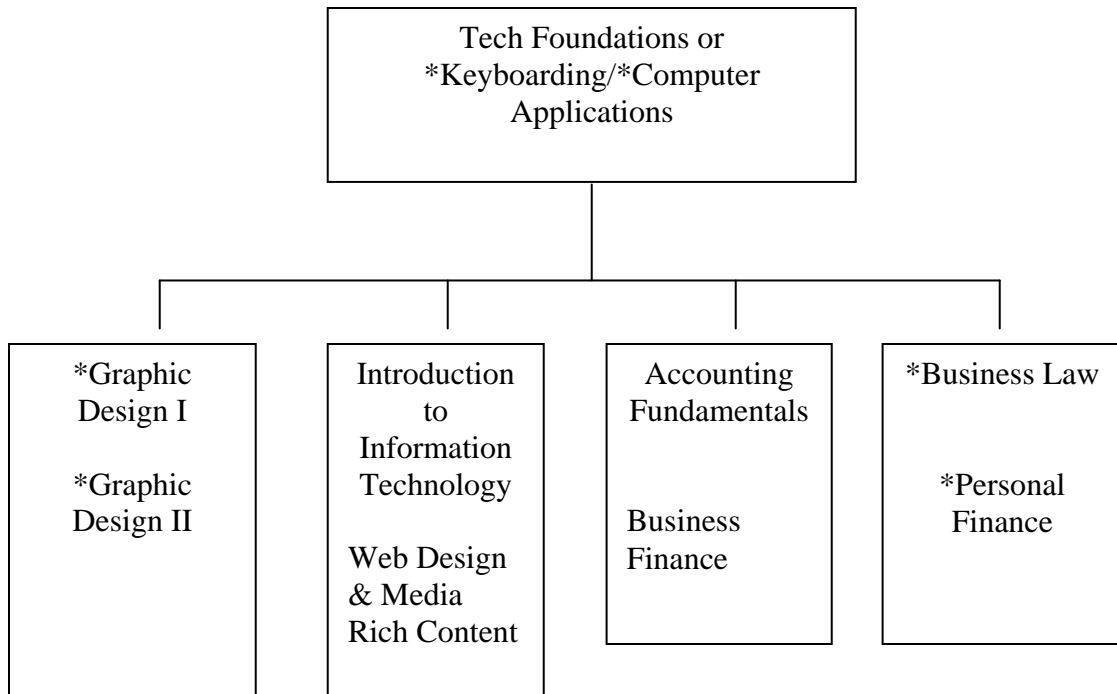 Tech Foundations or
*Keyboarding/*Computer
Applications
*Graphic
Design I
*Graphic
Design II
Introduction
to
Information
Technology
Web Design
& Media
Rich Content
Accounting
Fundamentals
Business
Finance
*Business Law
*Personal
Finance